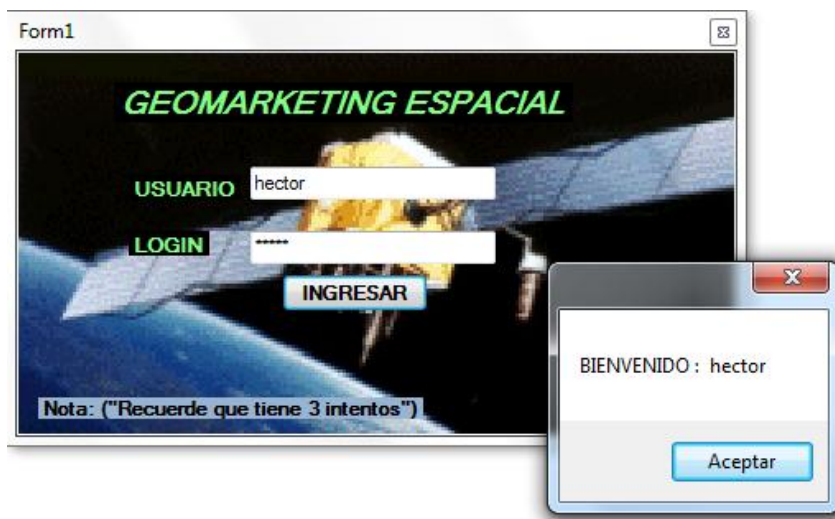 Form1
GEOMARKETING ESPACIAL
USUARIO hector
LOGIN *****
INGRESAR
Nota: ("Recuerde que tiene 3 intentos")
BIENVENIDO : hector
Aceptar